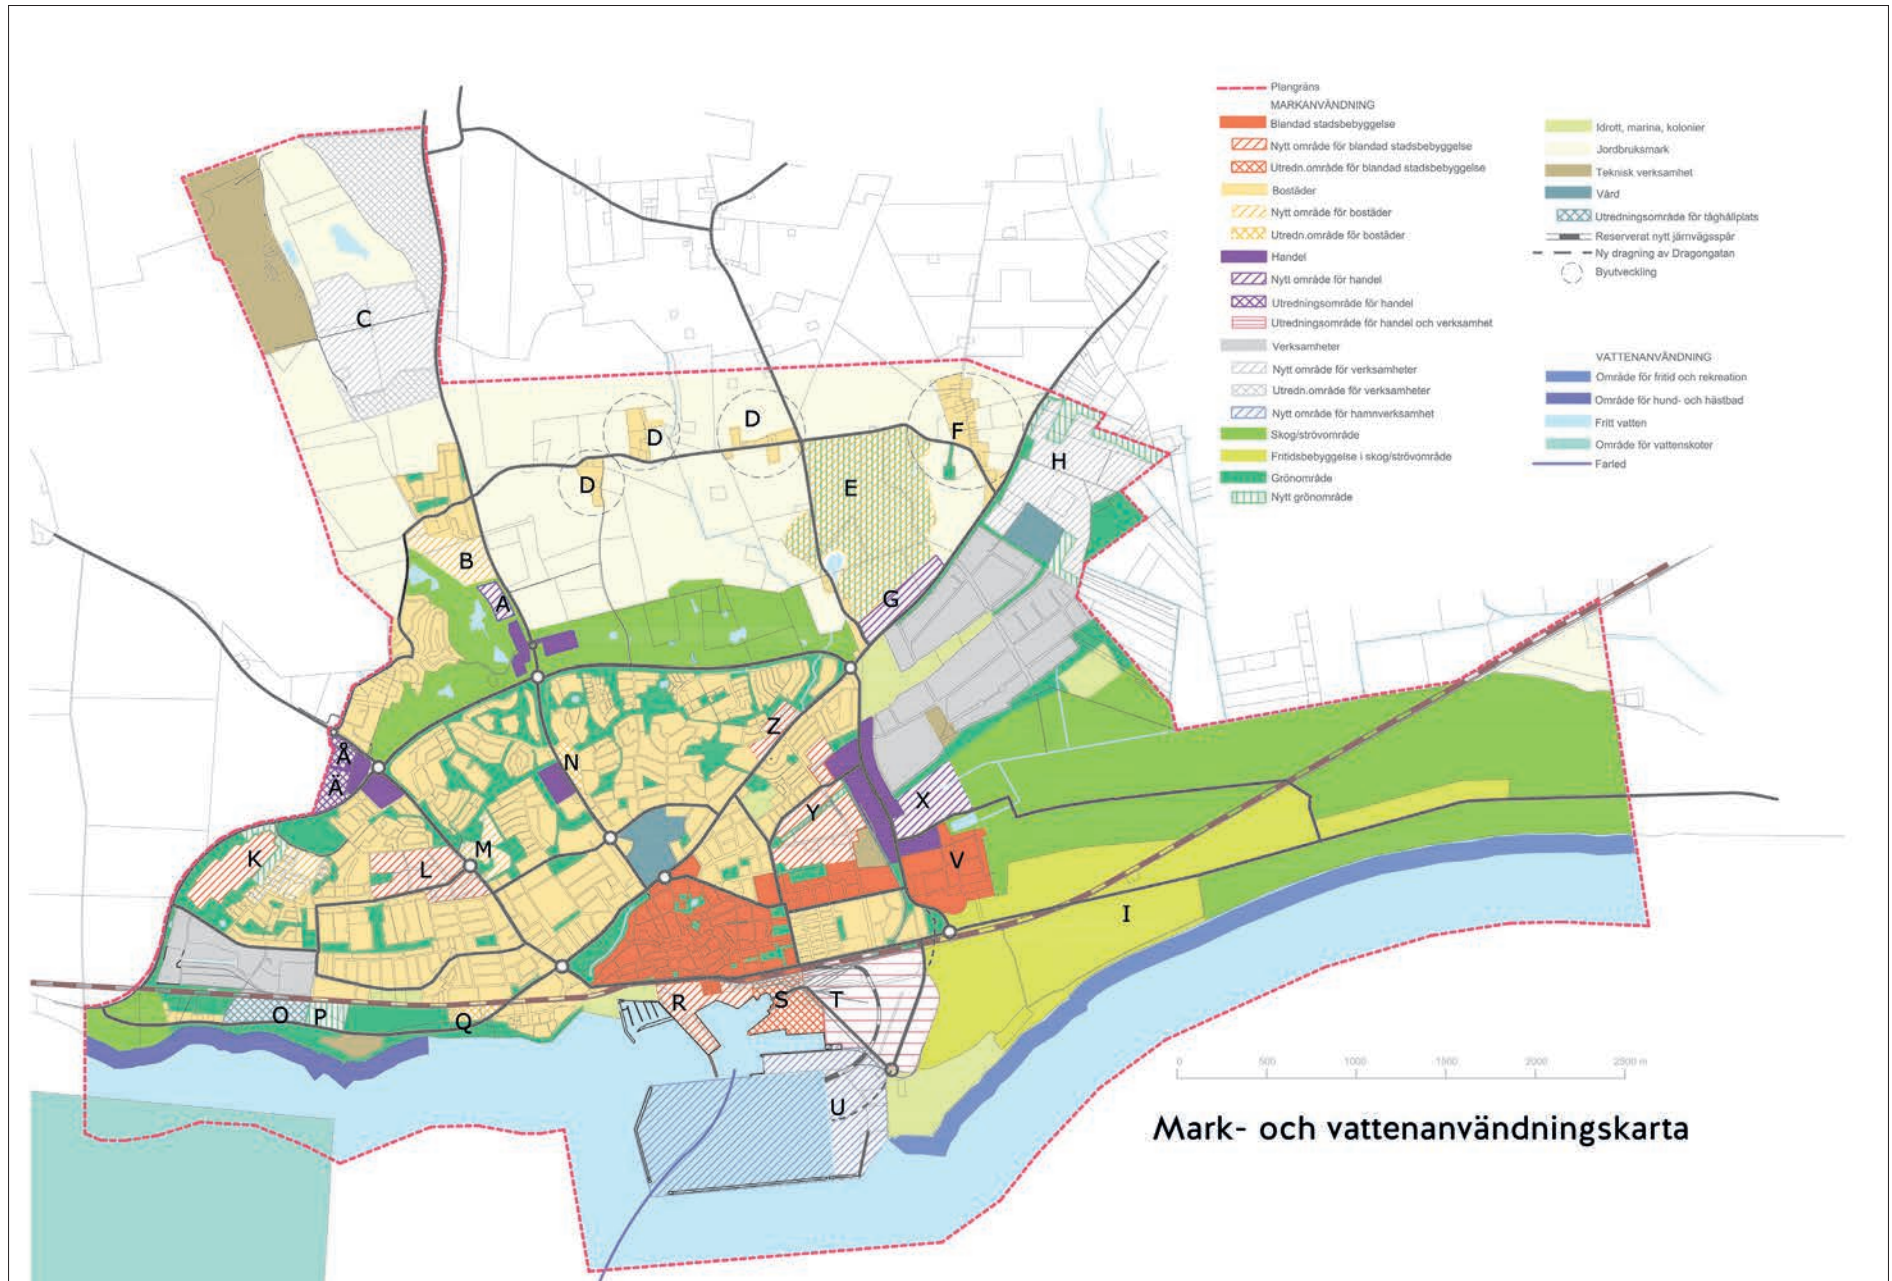 Plangräns
MARKANVÄNDNING
Blandad stadsbebyggelse
Nytt område för blandad stadsbebyggelse
Utredn.område för blandad stadsbebyggelse
Bostäder
Nytt område för bostäder
Utredn.område för bostäder
Handel
Nytt område för handel
Utredningsområde för handel
Utredningsområde för handel och verksamhet
Verksamheter
Nytt område för verksamheter
Utredn.område för verksamheter
Nytt område för hamnverksamhet
Skog/strövområde
Fritidsbebyggelse i skog/strövområde
Grönområde
Nytt grönområde
Idrott, marina, kolonier
Jordbruksmark
Teknisk verksamhet
Vård
Utredningsområde för tåghållplats
Reserverat nytt järnvägsspår
Ny dragning av Dragongatan
Byutveckling
VATTENANVÄNDNING
Område för fritid och rekreation
Område för hund- och hästbad
Fritt vatten
Område för vattenskoter
Farled
C
D
D
D
F
H
E
B
A
G
Z
N
Å
Ä
X
Y
M
K
L
V
I
O
P
Q
R
S
T
U
0 500 1000 1500 2000 2500 m
Mark- och vattenanvändningskarta